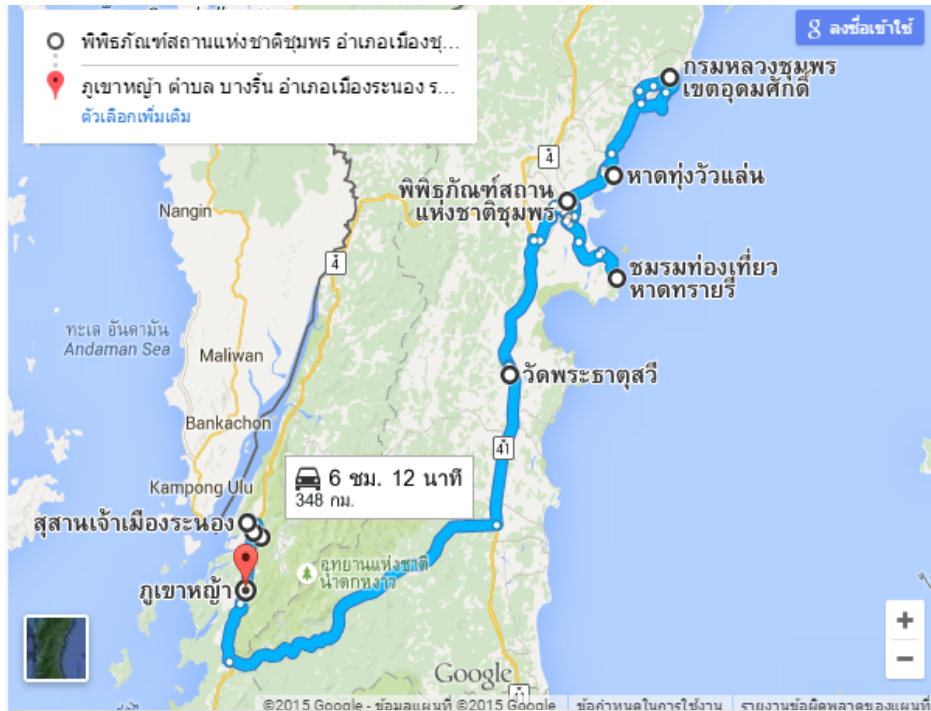 พิพิธภัณฑ์สถานแห่งชาติชุมพร อำเภอเมืองชุ...
ภูเขาหญ้า ตำบล บางริ้น อำเภอเมืองระนอง ร...
ตัวเลือกเพิ่มเติม
8 ลงชื่อเข้าใช้
กรมหลวงชุมพร
เขตอุดมศักดิ์
4
หาดทุ่งวัวแล่น
พิพิธภัณฑ์สถาน
แห่งชาติชุมพร
Nangin
4
ชมรมท่องเที่ยว
หาดทรายรี
ทะเล อันดามัน
Andaman Sea
Maliwan
วัดพระธาตุสวี
Bankachon
41
6 ชม. 12 นาที
348 กม.
Kampong Ulu
สุสานเจ้าเมืองระนอง
อุทยานแห่งชาติ
น้ำตกหงาว
ภูเขาหญ้า
+
−
Google
41
©2015 Google - ข้อมูลแผนที่ ©2015 Google
ข้อกำหนดในการใช้งาน
รายงานข้อผิดพลาดของแผนที่